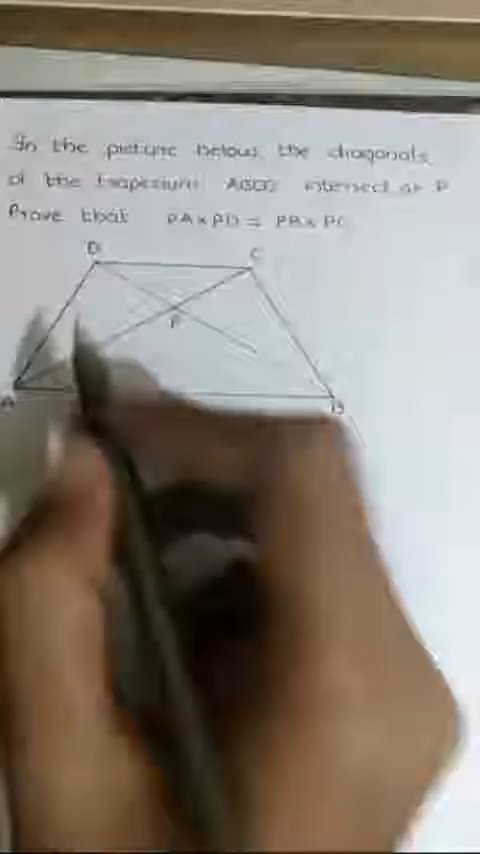 In the picture below, the diagonals
of the trapezium ABCD intersect at P
Prove that PA×PD = PB×PC
D
C
P
A
B